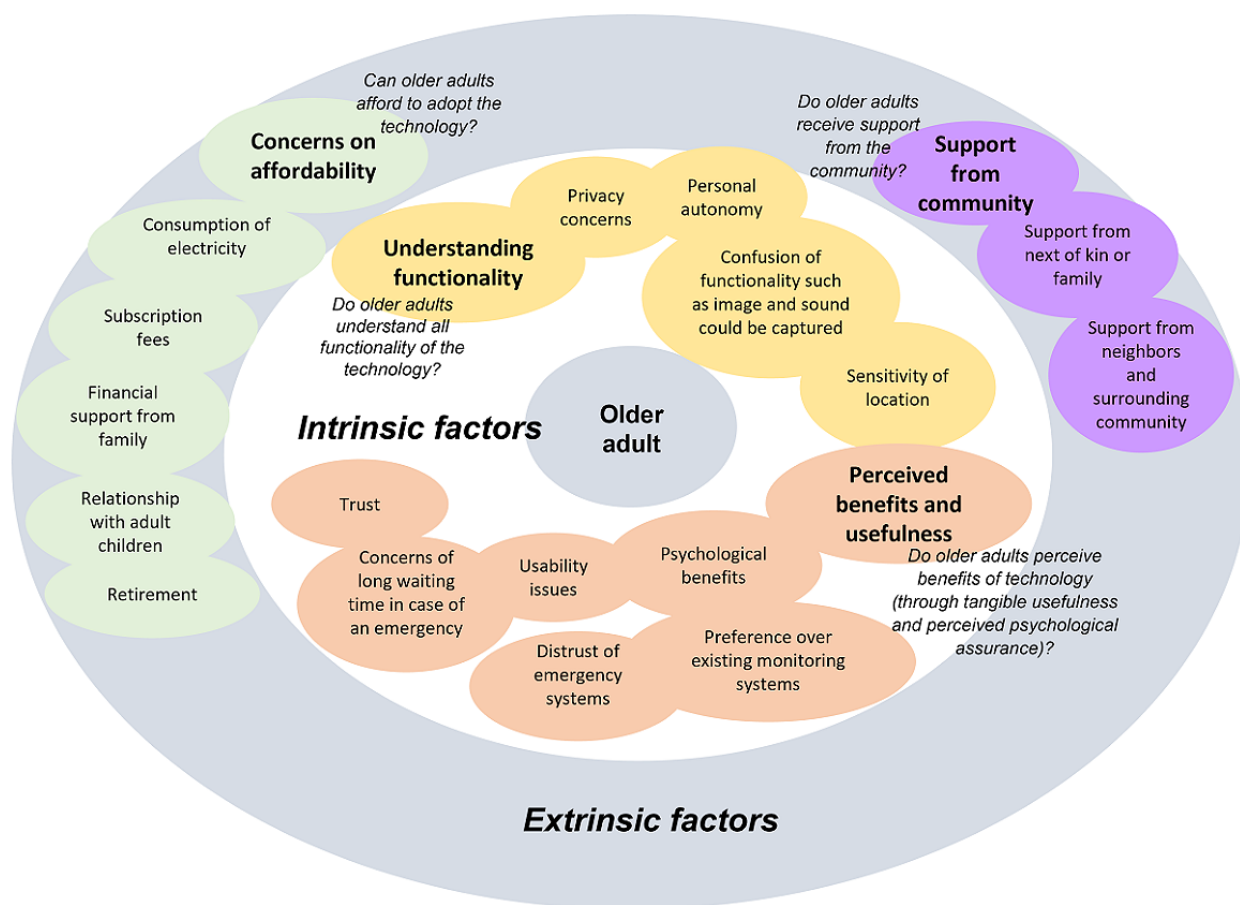 Can older adults
afford to adopt the
technology?
Concerns on
affordability
Consumption of
electricity
Subscription
fees
Financial
support from
family
Relationship
with adult
children
Retirement
Do older adults
receive support
from the
community?
Support
from
community
Support from
next of kin or
family
Support from
neighbors
and
surrounding
community
Understanding
functionality
Do older adults
understand all
functionality of the
technology?
Privacy
concerns
Personal
autonomy
Confusion of
functionality such
as image and sound
could be captured
Sensitivity of
location
Intrinsic factors
Older
adult
Perceived
benefits and
usefulness
Do older adults perceive
benefits of technology
(through tangible usefulness
and perceived psychological
assurance)?
Trust
Concerns of
long waiting
time in case of
an emergency
Usability
issues
Psychological
benefits
Distrust of
emergency
systems
Preference over
existing monitoring
systems
Extrinsic factors